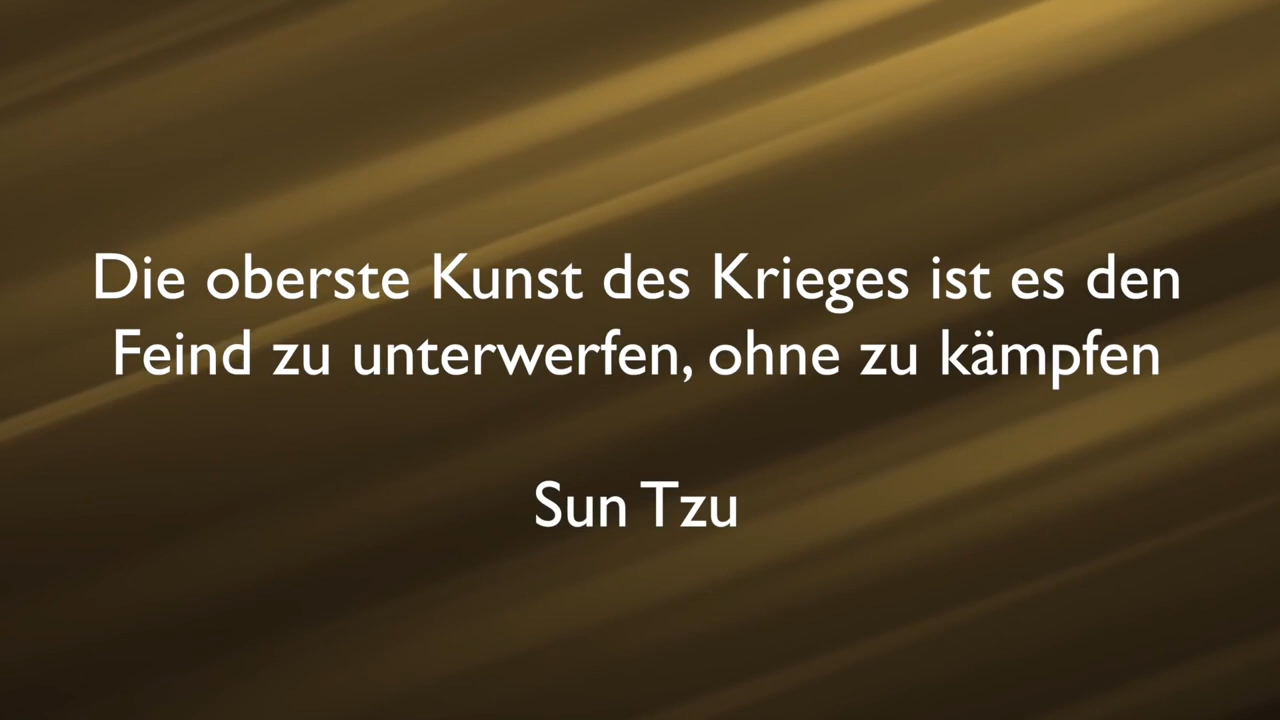 Die oberste Kunst des Krieges ist es den
Feind zu unterwerfen, ohne zu kämpfen
Sun Tzu